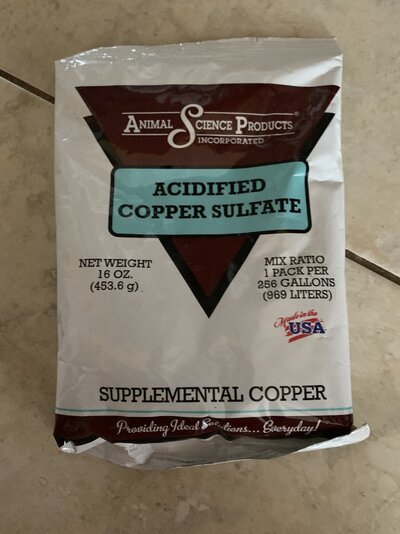 ANIMAL SCIENCE PRODUCTS®
INCORPORATED
ACIDIFIED
COPPER SULFATE
NET WEIGHT
16 OZ.
(453.6 g)
MIX RATIO
1 PACK PER
256 GALLONS
(969 LITERS)
Made in the
USA
SUPPLEMENTAL COPPER
Providing Ideal Solutions... Everyday!